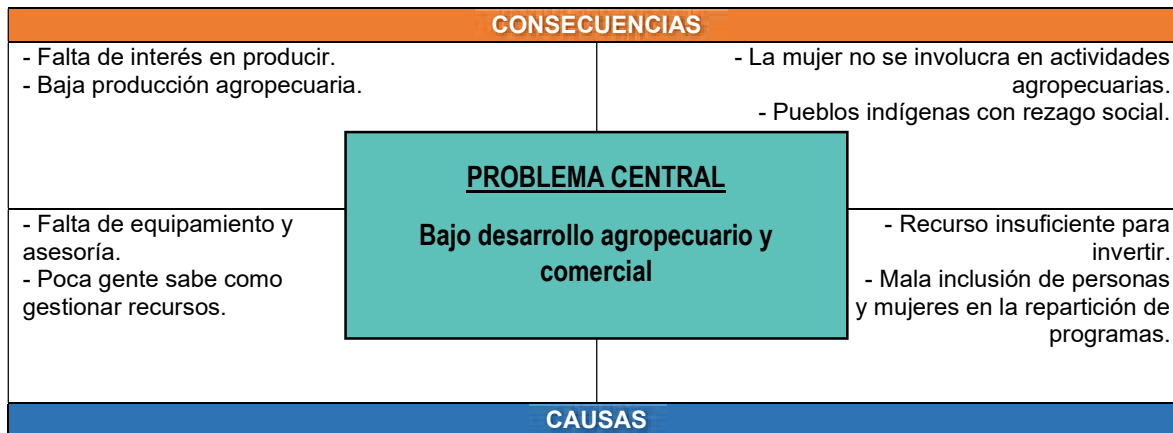 CONSECUENCIAS
- Falta de interés en producir.
- Baja producción agropecuaria.
- La mujer no se involucra en actividades
agropecuarias.
- Pueblos indígenas con rezago social.
PROBLEMA CENTRAL
Bajo desarrollo agropecuario y
comercial
- Falta de equipamiento y
asesoría.
- Poca gente sabe como
gestionar recursos.
- Recurso insuficiente para
invertir.
- Mala inclusión de personas
y mujeres en la repartición de
programas.
CAUSAS